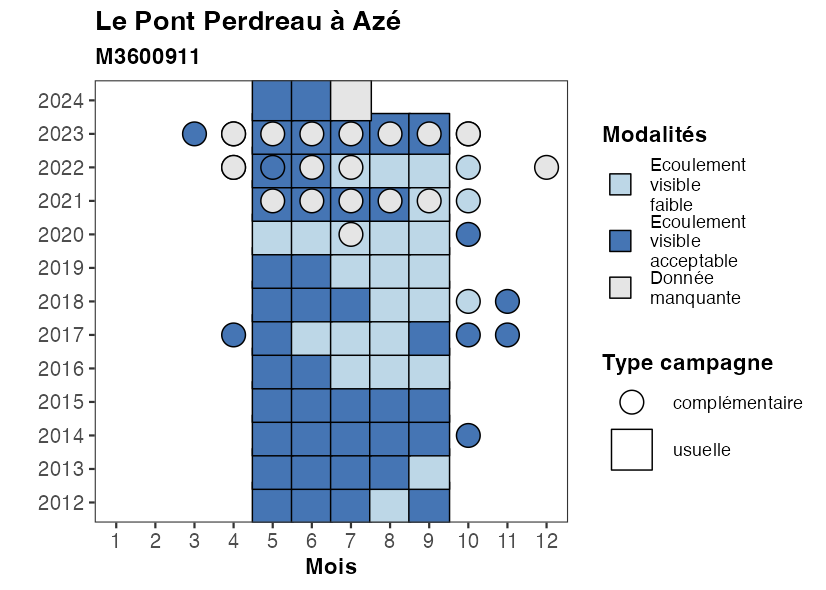 Le Pont Perdreau à Azé
M3600911
2024
2023
2022
2021
2020
2019
2018
2017
2016
2015
2014
2013
2012
1 2 3 4 5 6 7 8 9 10 11 12
Mois
Modalités
Ecoulement
visible
faible
Ecoulement
visible
acceptable
Donnée
manquante
Type campagne
complémentaire
usuelle